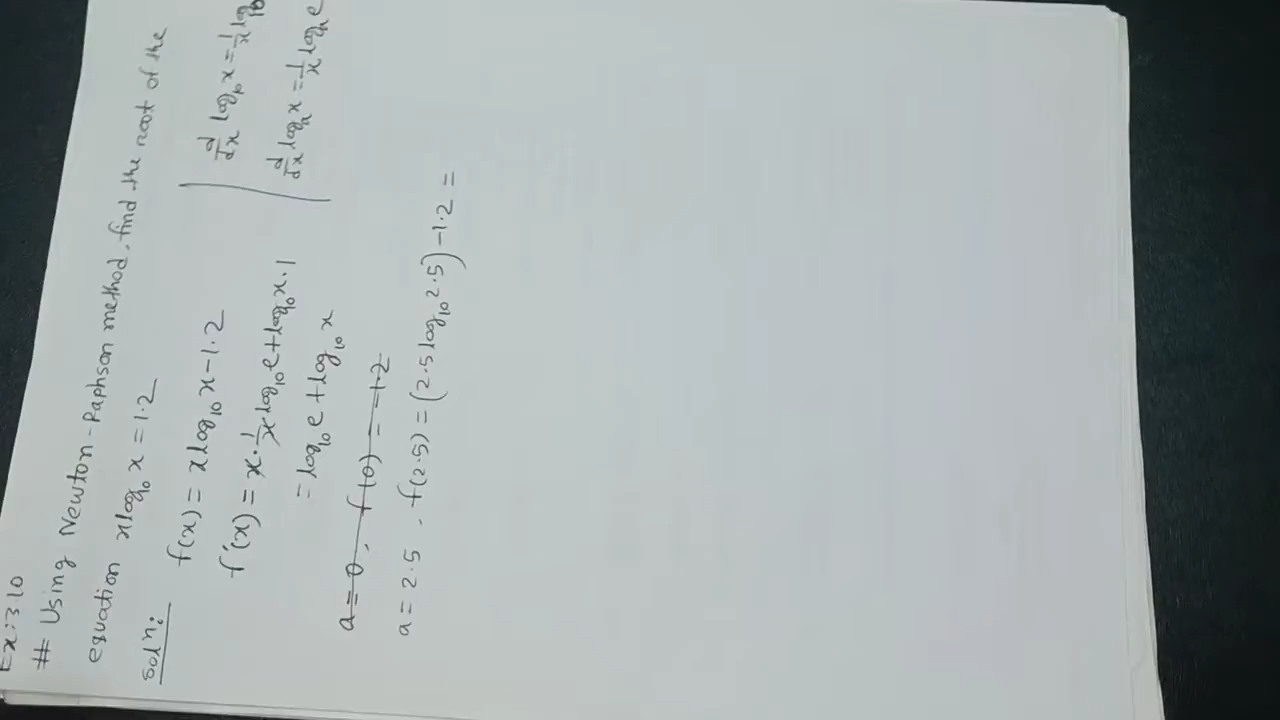 Ex: 3.10
# Using Newton-Raphson method, find the root of the
equation x log₁₀ x = 1.2
Solⁿ:
f(x) = x log₁₀ x − 1.2
f'(x) = x · 1/x log₁₀ e + log₁₀ x · 1
= log₁₀ e + log₁₀ x
d/dx log₁₀ x = 1/x log₁₀
d/dx logₐ x = 1/x logₐ e
a = 0, f(0) = −1.2
a = 2.5, f(2.5) = (2.5 log₁₀ 2.5) − 1.2 =